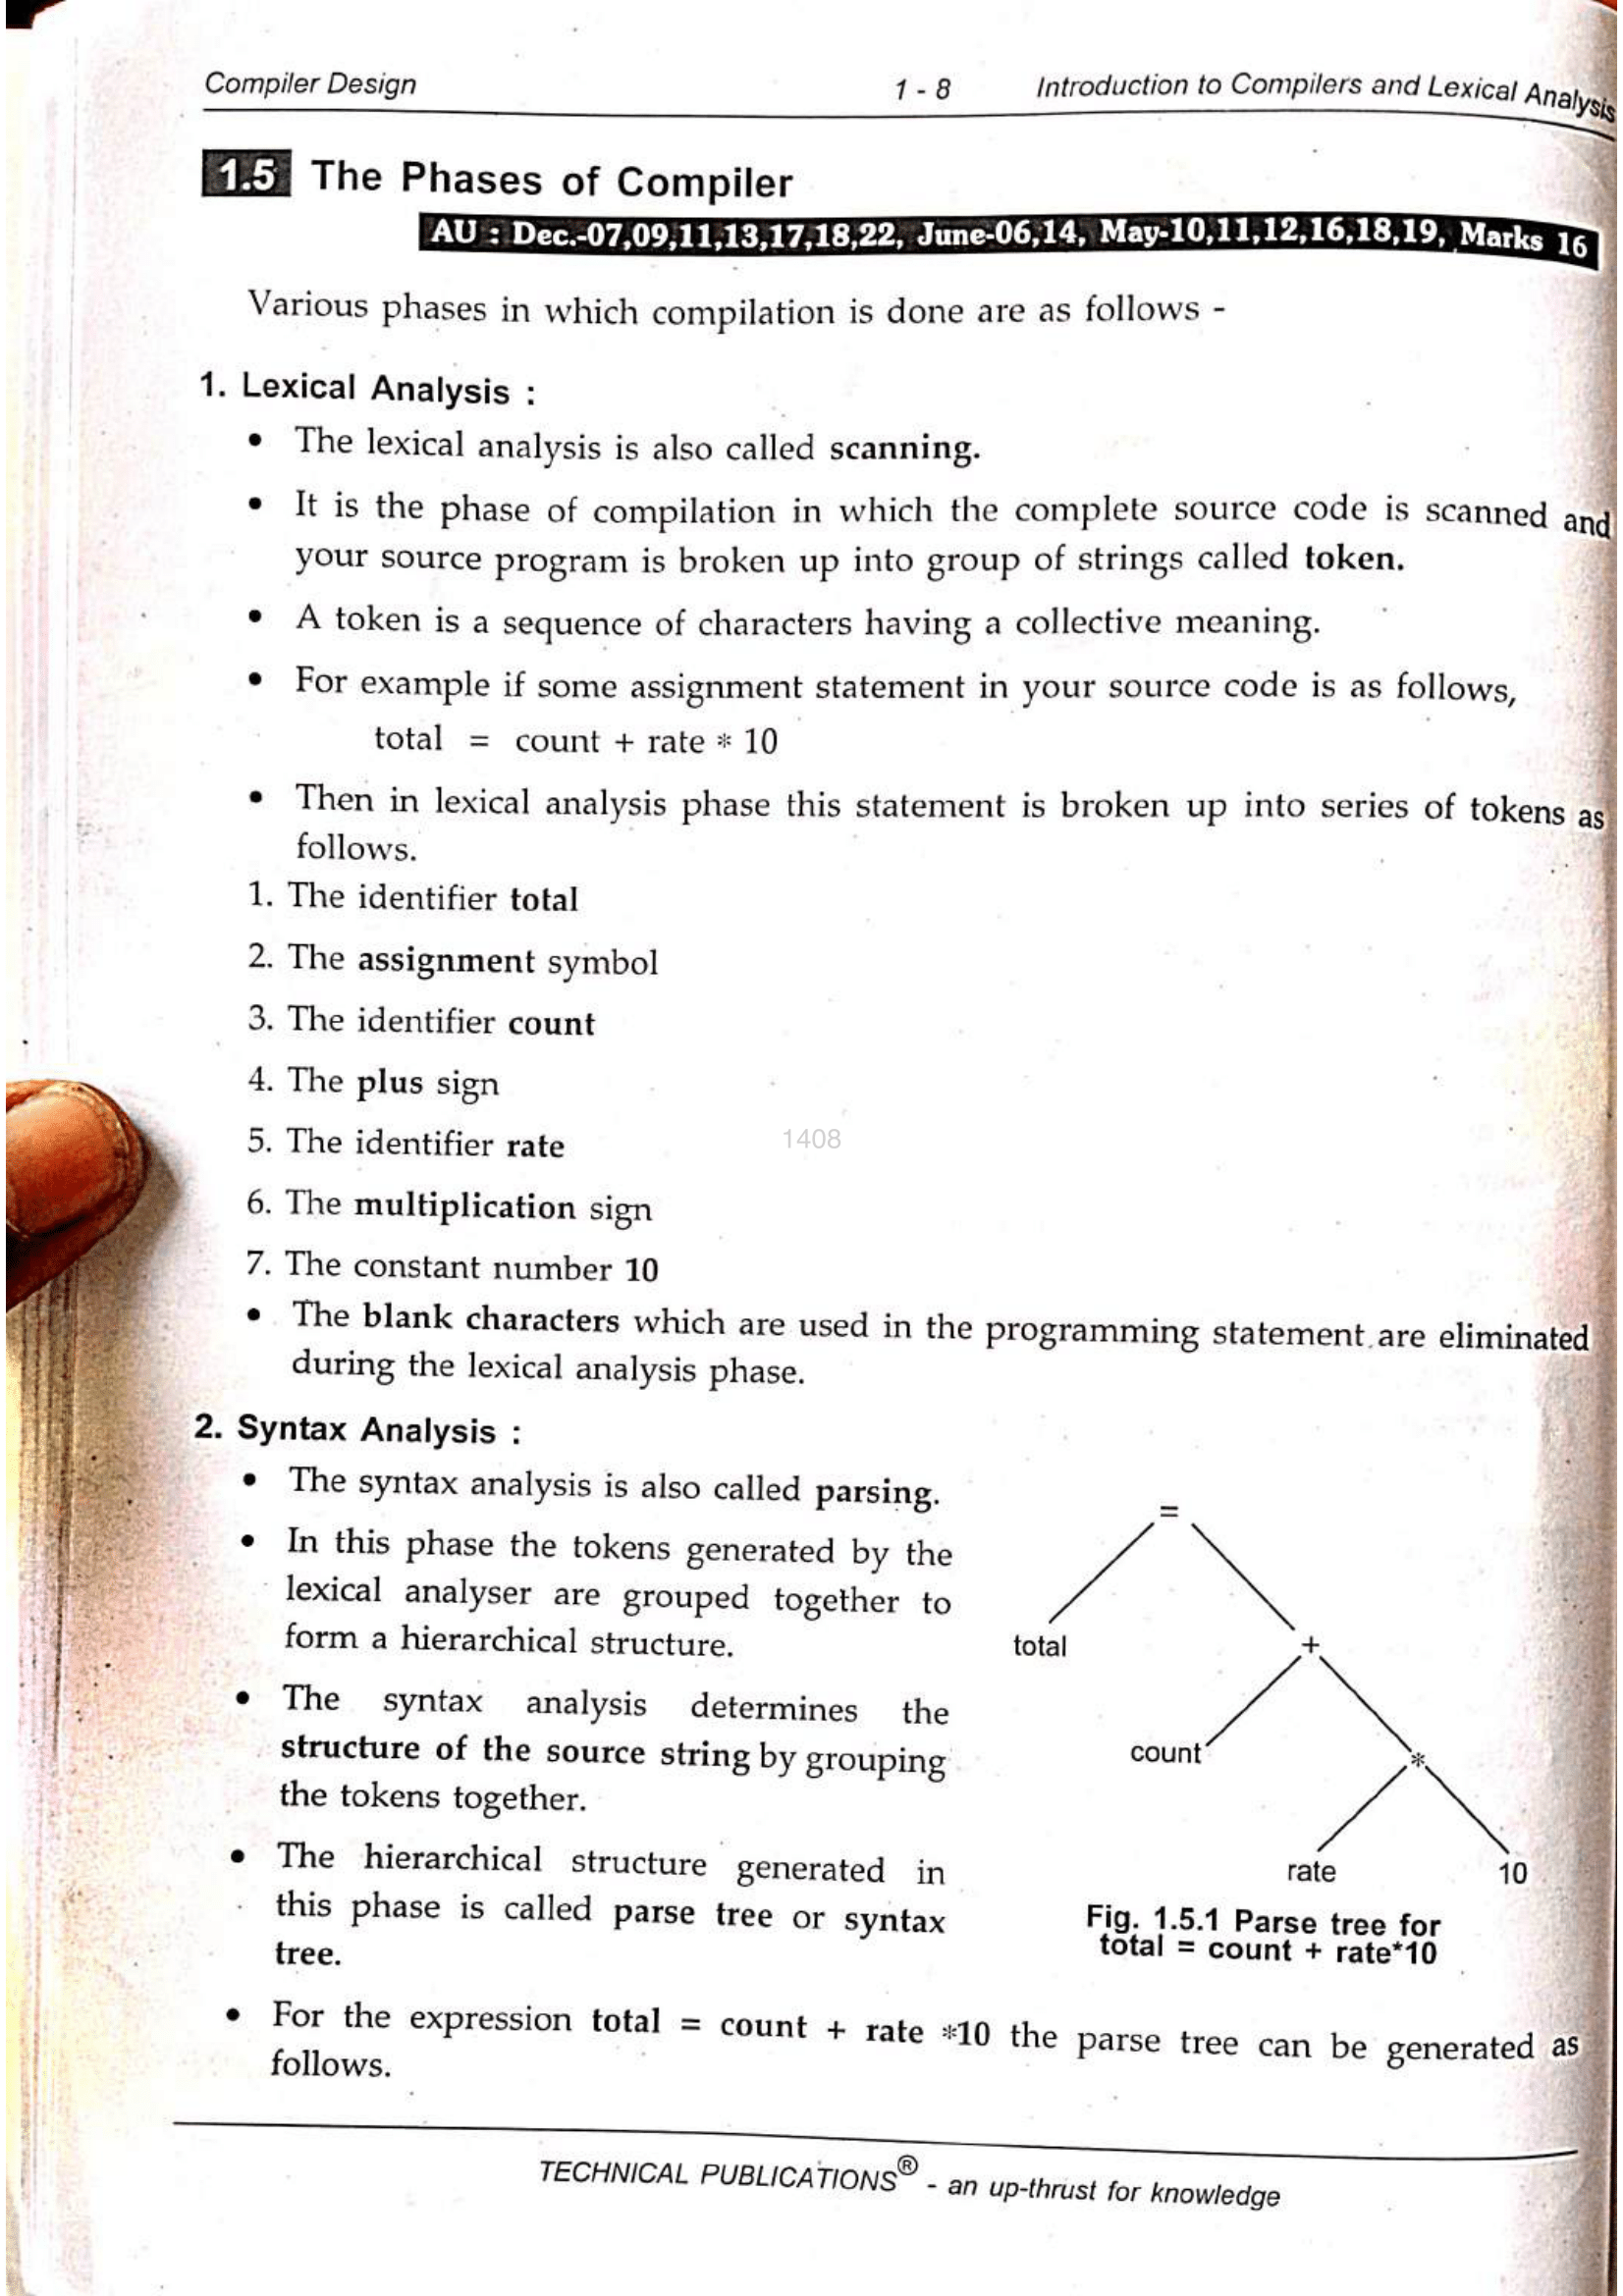 Compiler Design 1 - 8 Introduction to Compilers and Lexical Analysis
1.5 The Phases of Compiler
AU : Dec.-07,09,11,13,17,18,22, June-06,14, May-10,11,12,16,18,19, Marks 16
Various phases in which compilation is done are as follows -
1. Lexical Analysis :
• The lexical analysis is also called scanning.
• It is the phase of compilation in which the complete source code is scanned and
your source program is broken up into group of strings called token.
• A token is a sequence of characters having a collective meaning.
• For example if some assignment statement in your source code is as follows,
total = count + rate * 10
• Then in lexical analysis phase this statement is broken up into series of tokens as
follows.
1. The identifier total
2. The assignment symbol
3. The identifier count
4. The plus sign
5. The identifier rate
1408
6. The multiplication sign
7. The constant number 10
• The blank characters which are used in the programming statement are eliminated
during the lexical analysis phase.
2. Syntax Analysis :
• The syntax analysis is also called parsing.
• In this phase the tokens generated by the
lexical analyser are grouped together to
form a hierarchical structure.
• The syntax analysis determines the
structure of the source string by grouping
the tokens together.
• The hierarchical structure generated in
this phase is called parse tree or syntax
tree.
=
total
+
count
*
rate 10
Fig. 1.5.1 Parse tree for
total = count + rate*10
• For the expression total = count + rate *10 the parse tree can be generated as
follows.
TECHNICAL PUBLICATIONS® - an up-thrust for knowledge